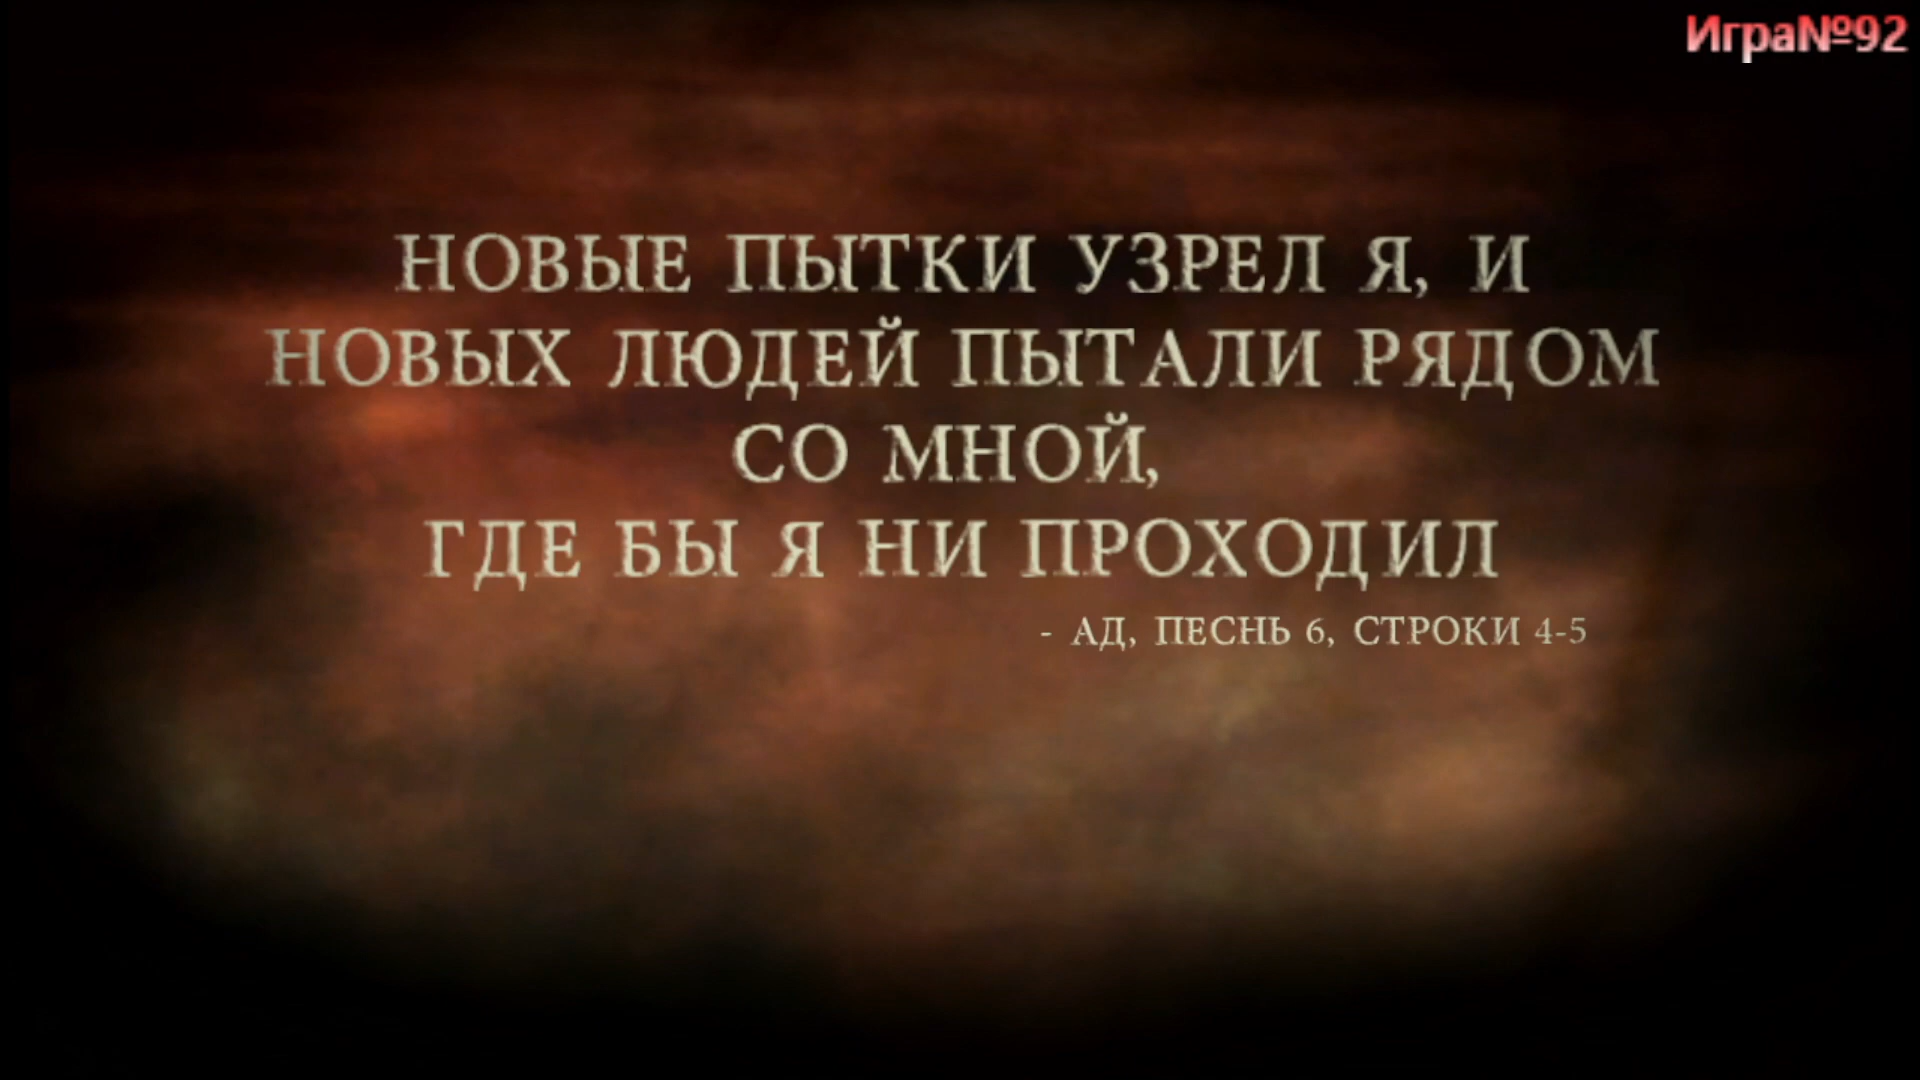 Игра№92
НОВЫЕ ПЫТКИ УЗРЕЛ Я, И
НОВЫХ ЛЮДЕЙ ПЫТАЛИ РЯДОМ
СО МНОЙ,
ГДЕ БЫ Я НИ ПРОХОДИЛ
- АД, ПЕСНЬ 6, СТРОКИ 4-5